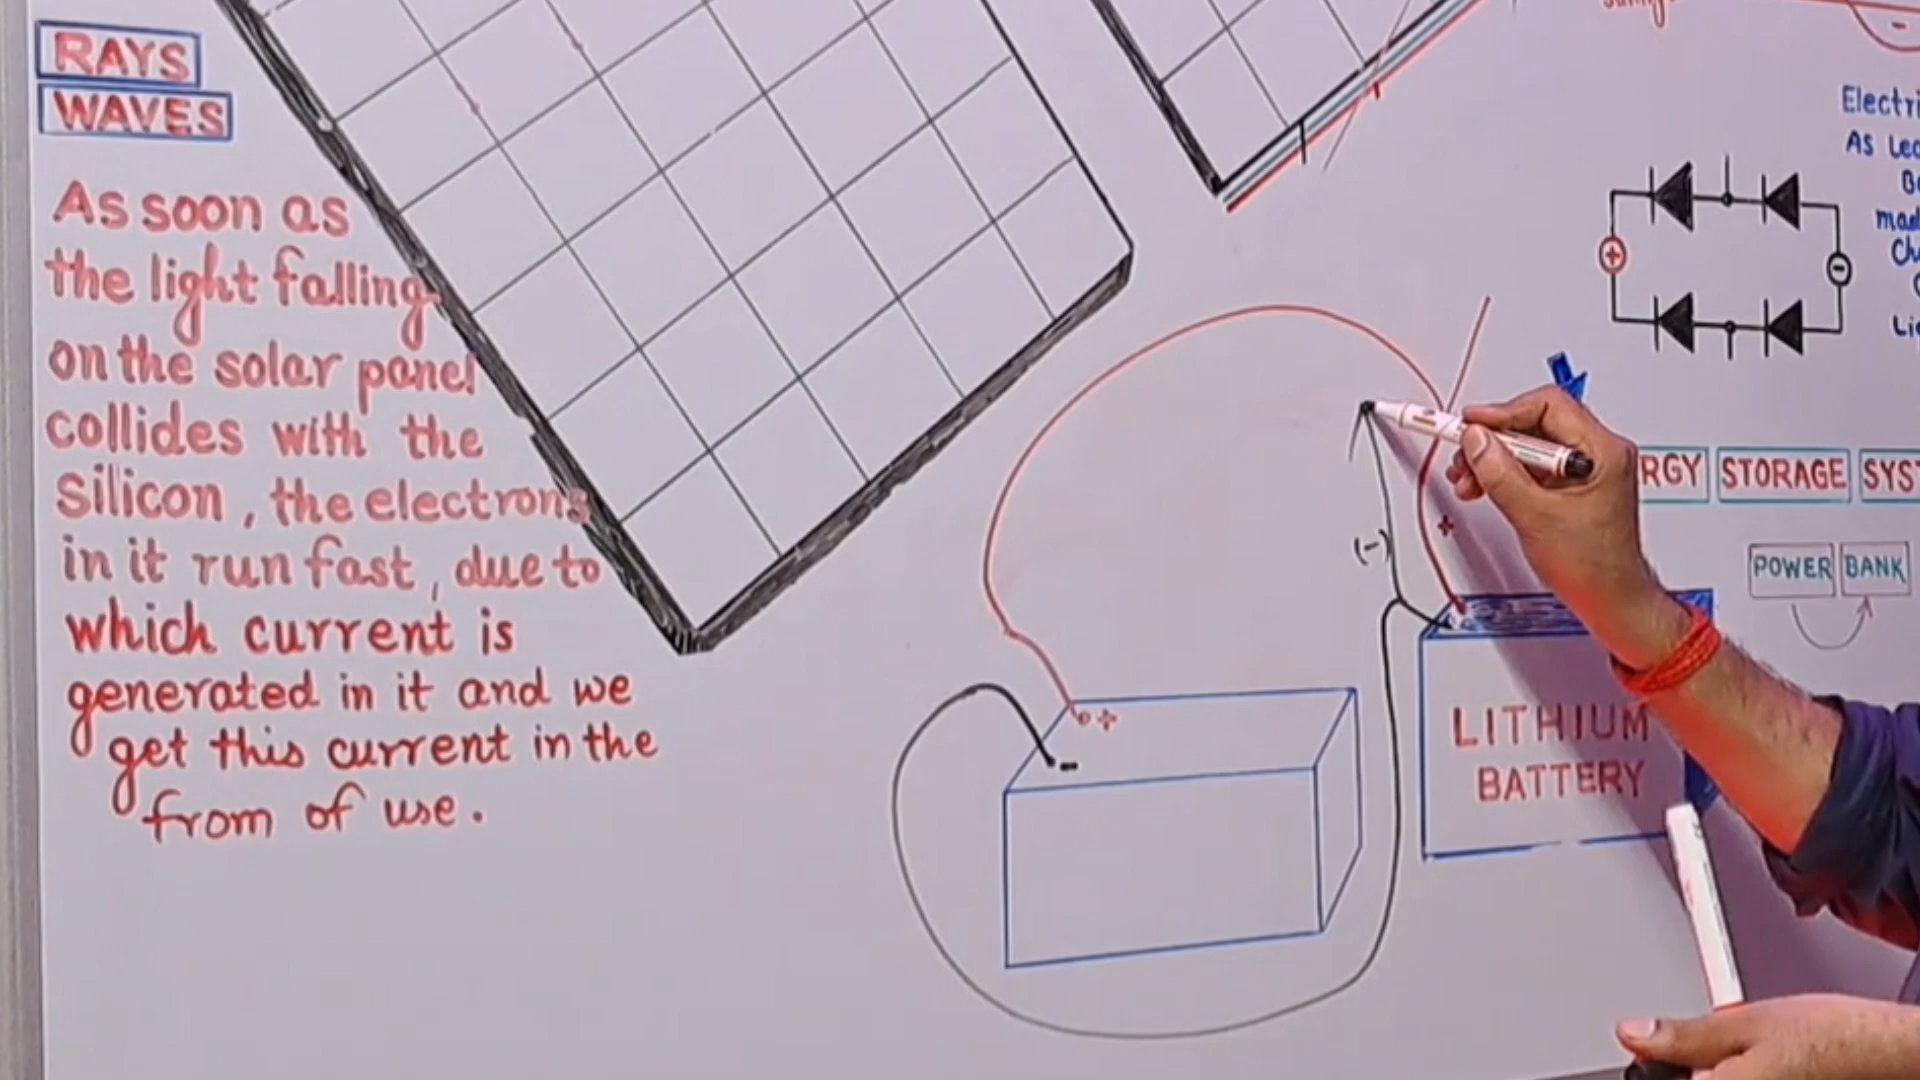 RAYS
WAVES
As soon as
the light falling
on the solar panel
collides with the
Silicon, the electrons
in it run fast, due to
which current is
generated in it and we
get this current in the
from of use.
+
-
(-)
+
LITHIUM
BATTERY
+
-
-
As
STORAGE
POWER BANK